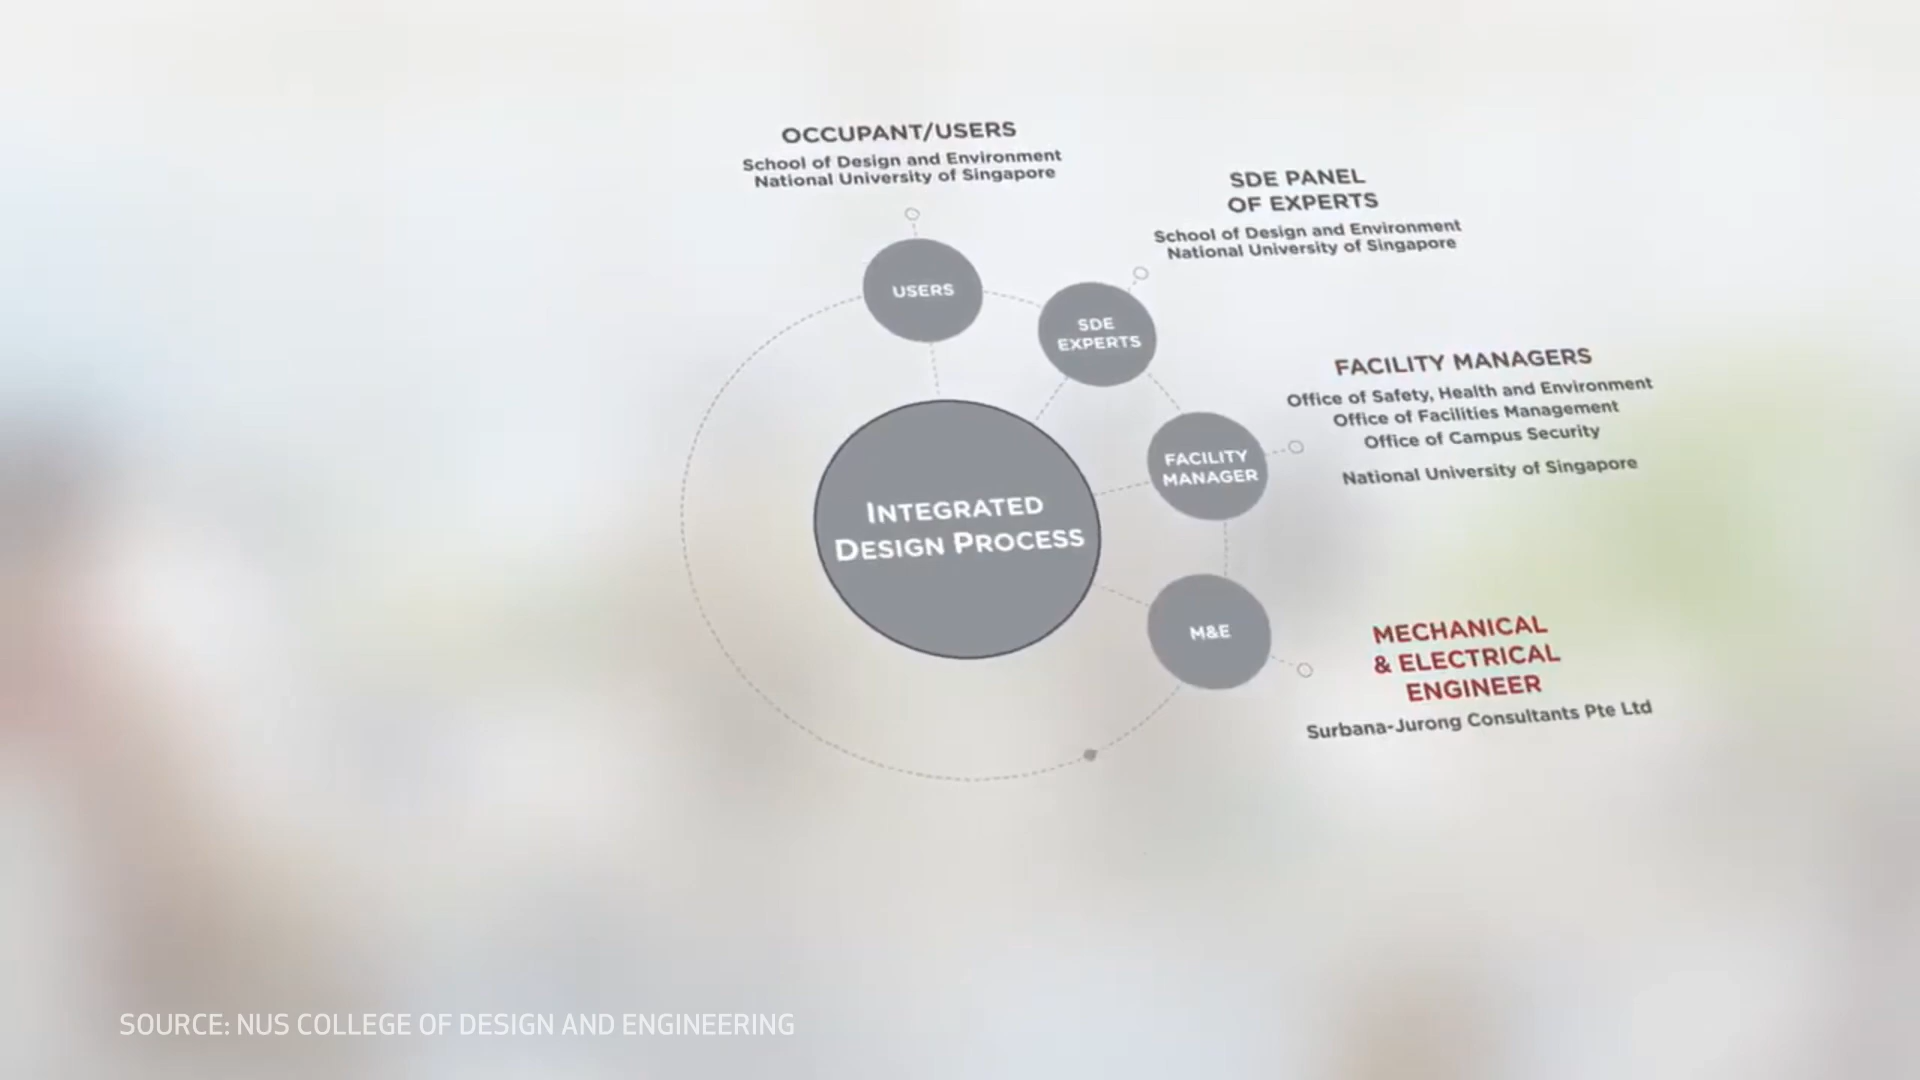 OCCUPANT/USERS
School of Design and Environment
National University of Singapore
SDE PANEL
OF EXPERTS
School of Design and Environment
National University of Singapore
USERS
SDE
EXPERTS
FACILITY MANAGERS
Office of Safety, Health and Environment
Office of Facilities Management
Office of Campus Security
National University of Singapore
FACILITY
MANAGER
INTEGRATED
DESIGN PROCESS
M&E
MECHANICAL
& ELECTRICAL
ENGINEER
Surbana-Jurong Consultants Pte Ltd
SOURCE: NUS COLLEGE OF DESIGN AND ENGINEERING